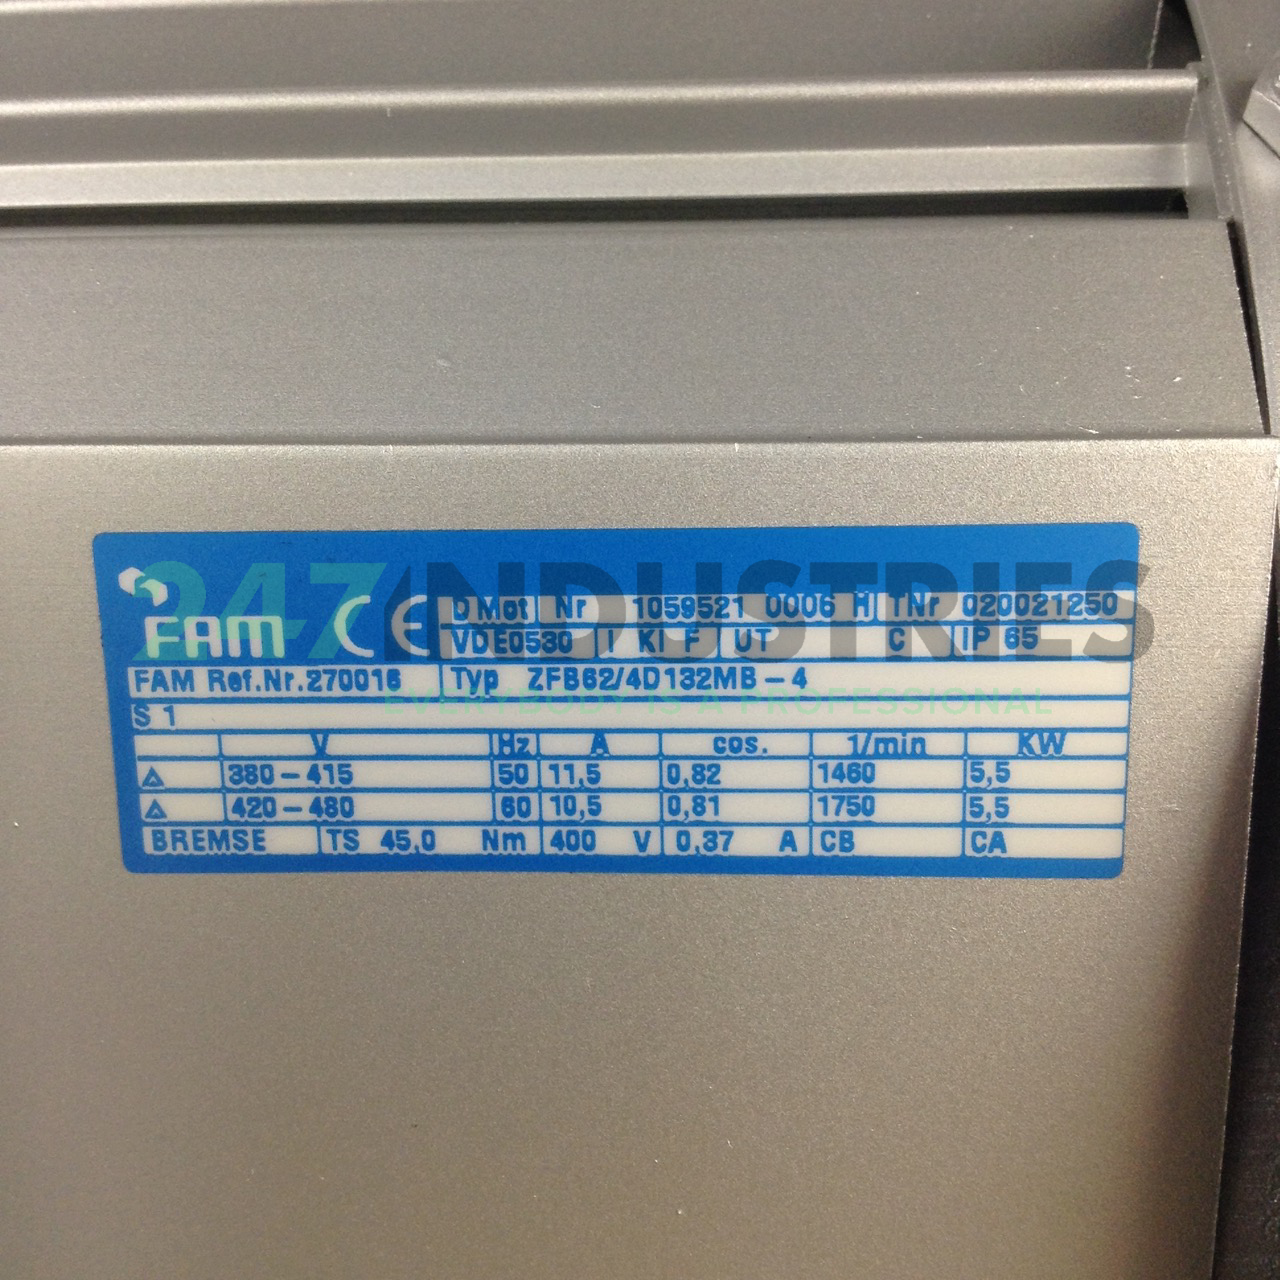 247INDUSTRIES
EVERYBODY IS A PROFESSIONAL
FAM CE
D Mot Nr 1059521 0006 H TNr 020021250
VDE0530 I KI F UT C IP 65
FAM Ref.Nr.270016 Typ ZFB62/4D132MB-4
S 1
V Hz A cos. 1/min KW
△ 380-415 50 11,5 0,82 1460 5,5
△ 420-480 60 10,5 0,81 1750 5,5
BREMSE TS 45,0 Nm 400 V 0,37 A CB CA